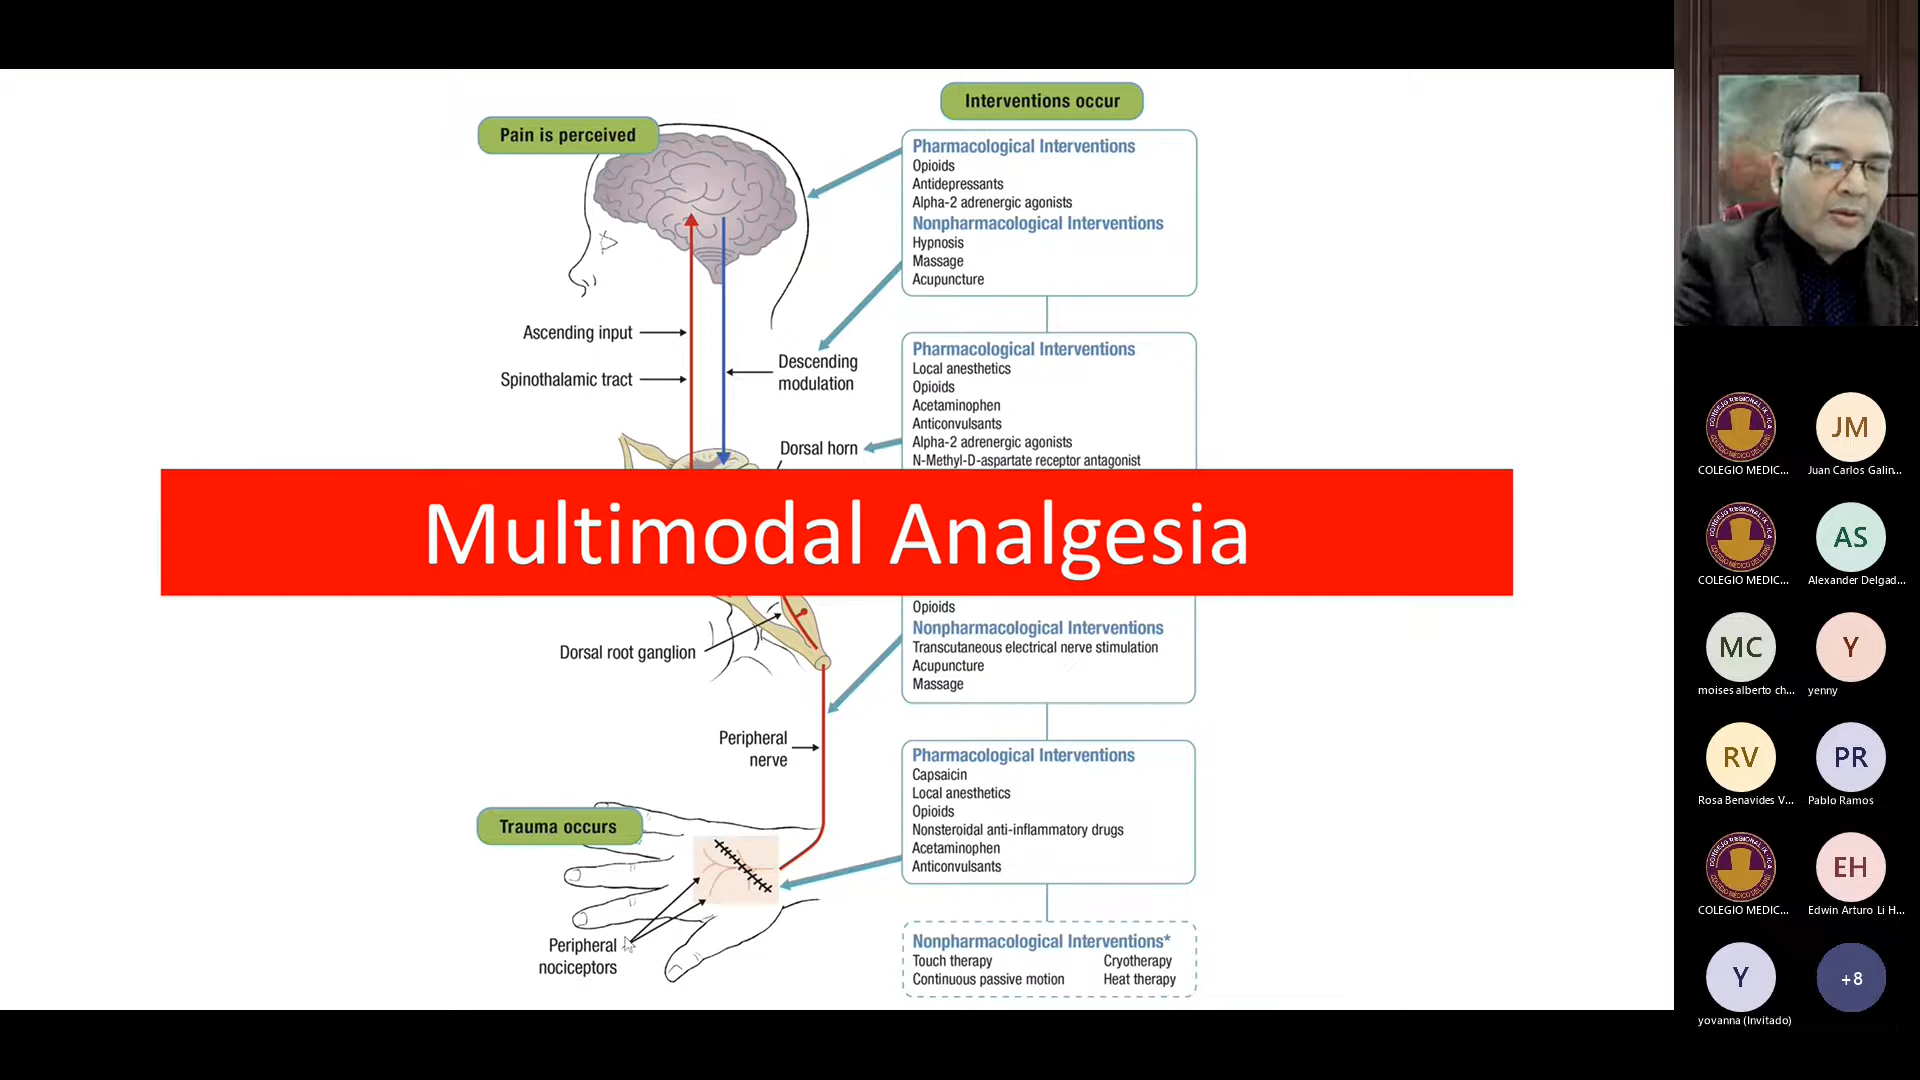 Interventions occur
Pain is perceived
Pharmacological Interventions
Opioids
Antidepressants
Alpha-2 adrenergic agonists
Nonpharmacological Interventions
Hypnosis
Massage
Acupuncture
Ascending input
Spinothalamic tract
Descending
modulation
Pharmacological Interventions
Local anesthetics
Opioids
Acetaminophen
Anticonvulsants
Alpha-2 adrenergic agonists
N-Methyl-D-aspartate receptor antagonist
Dorsal horn
Multimodal Analgesia
Opioids
Nonpharmacological Interventions
Transcutaneous electrical nerve stimulation
Acupuncture
Massage
Dorsal root ganglion
Peripheral
nerve
Pharmacological Interventions
Capsaicin
Local anesthetics
Opioids
Nonsteroidal anti-inflammatory drugs
Acetaminophen
Anticonvulsants
Trauma occurs
Peripheral
nociceptors
Nonpharmacological Interventions*
Touch therapy Cryotherapy
Continuous passive motion Heat therapy
JM
COLEGIO MEDIC... Juan Carlos Galin...
AS
COLEGIO MEDIC... Alexander Delgad...
MC Y
moises alberto ch... yenny
RV PR
Rosa Benavides V... Pablo Ramos
EH
COLEGIO MEDIC... Edwin Arturo Li H...
Y +8
yovanna (Invitado)